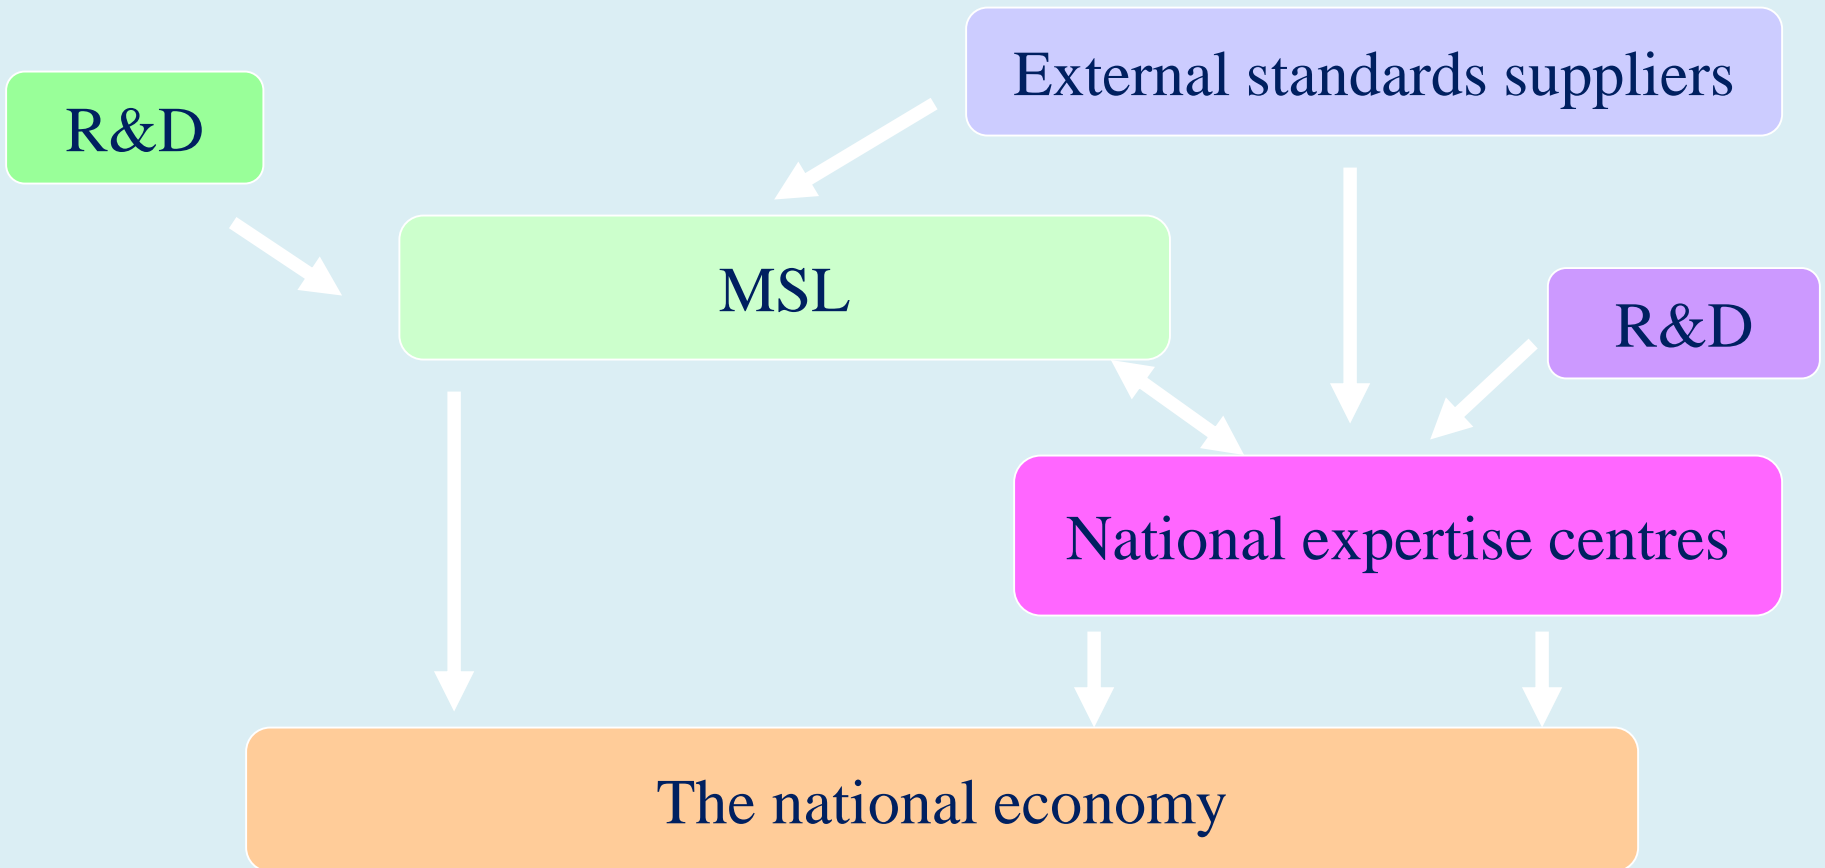 External standards suppliers
R&D
MSL
R&D
National expertise centres
The national economy